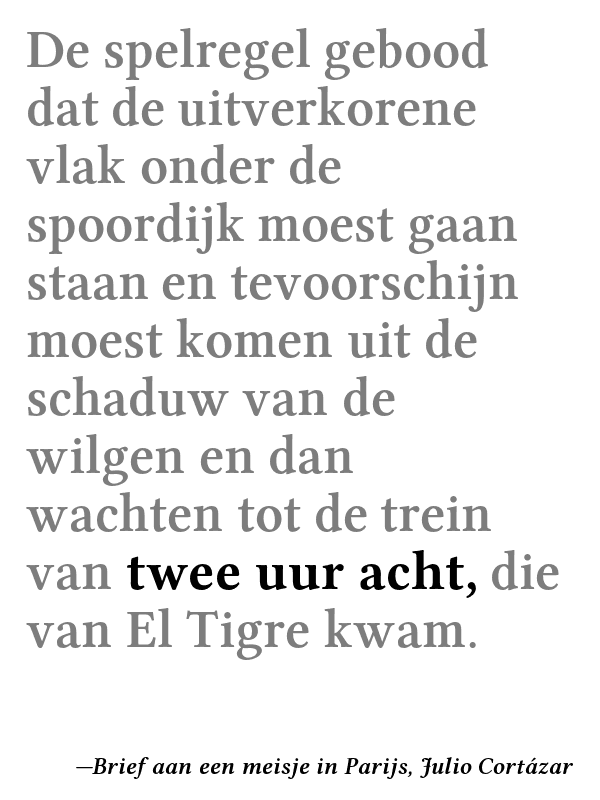 De spelregel gebood
dat de uitverkorene
vlak onder de
spoordijk moest gaan
staan en tevoorschijn
moest komen uit de
schaduw van de
wilgen en dan
wachten tot de trein
van twee uur acht, die
van El Tigre kwam.
—Brief aan een meisje in Parijs, Julio Cortázar